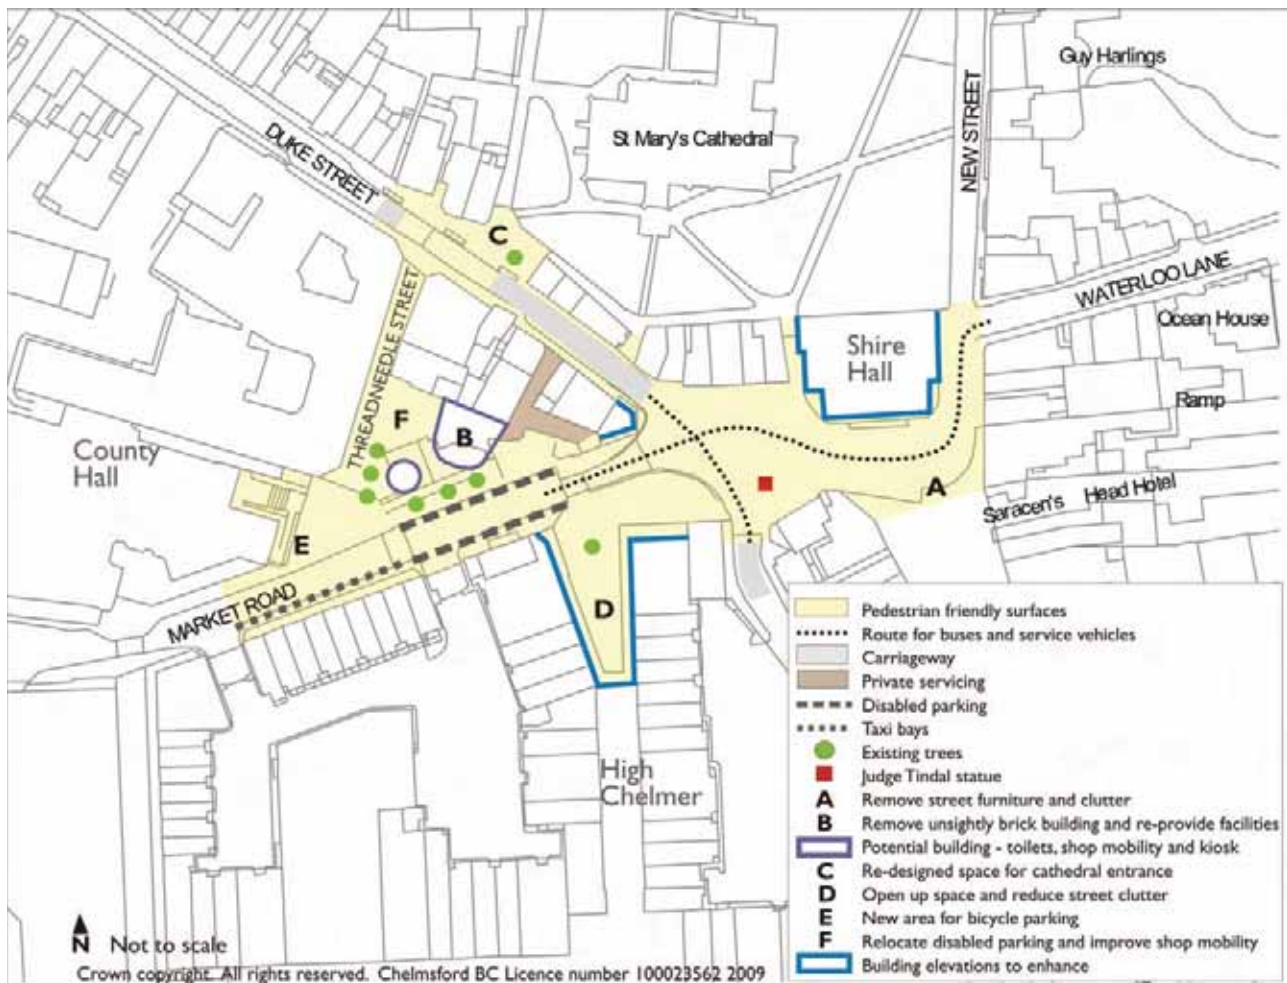 Guy Harlings
St Mary's Cathedral
DUKE STREET
NEW STREET
C
WATERLOO LANE
Ocean House
THREADNEEDLE STREET
Shire
Hall
Ramp
F
B
County
Hall
A
Saracen's Head Hotel
E
D
MARKET ROAD
High
Chelmer
Pedestrian friendly surfaces
Route for buses and service vehicles
Carriageway
Private servicing
Disabled parking
Taxi bays
Existing trees
Judge Tindal statue
A Remove street furniture and clutter
B Remove unsightly brick building and re-provide facilities
Potential building - toilets, shop mobility and kiosk
C Re-designed space for cathedral entrance
D Open up space and reduce street clutter
E New area for bicycle parking
F Relocate disabled parking and improve shop mobility
Building elevations to enhance
N Not to scale
Crown copyright. All rights reserved. Chelmsford BC Licence number 100023562 2009